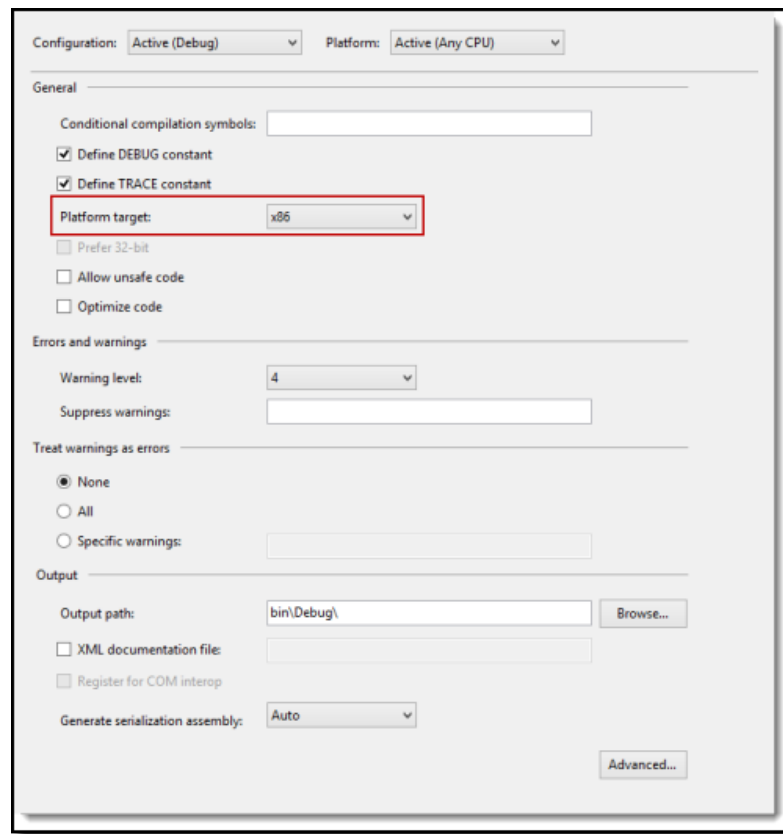 Configuration: Active (Debug) Platform: Active (Any CPU)
General
Conditional compilation symbols:
Define DEBUG constant
Define TRACE constant
Platform target: x86
Prefer 32-bit
Allow unsafe code
Optimize code
Errors and warnings
Warning level: 4
Suppress warnings:
Treat warnings as errors
None
All
Specific warnings:
Output
Output path: bin\Debug\ Browse...
XML documentation file:
Register for COM interop
Generate serialization assembly: Auto
Advanced...